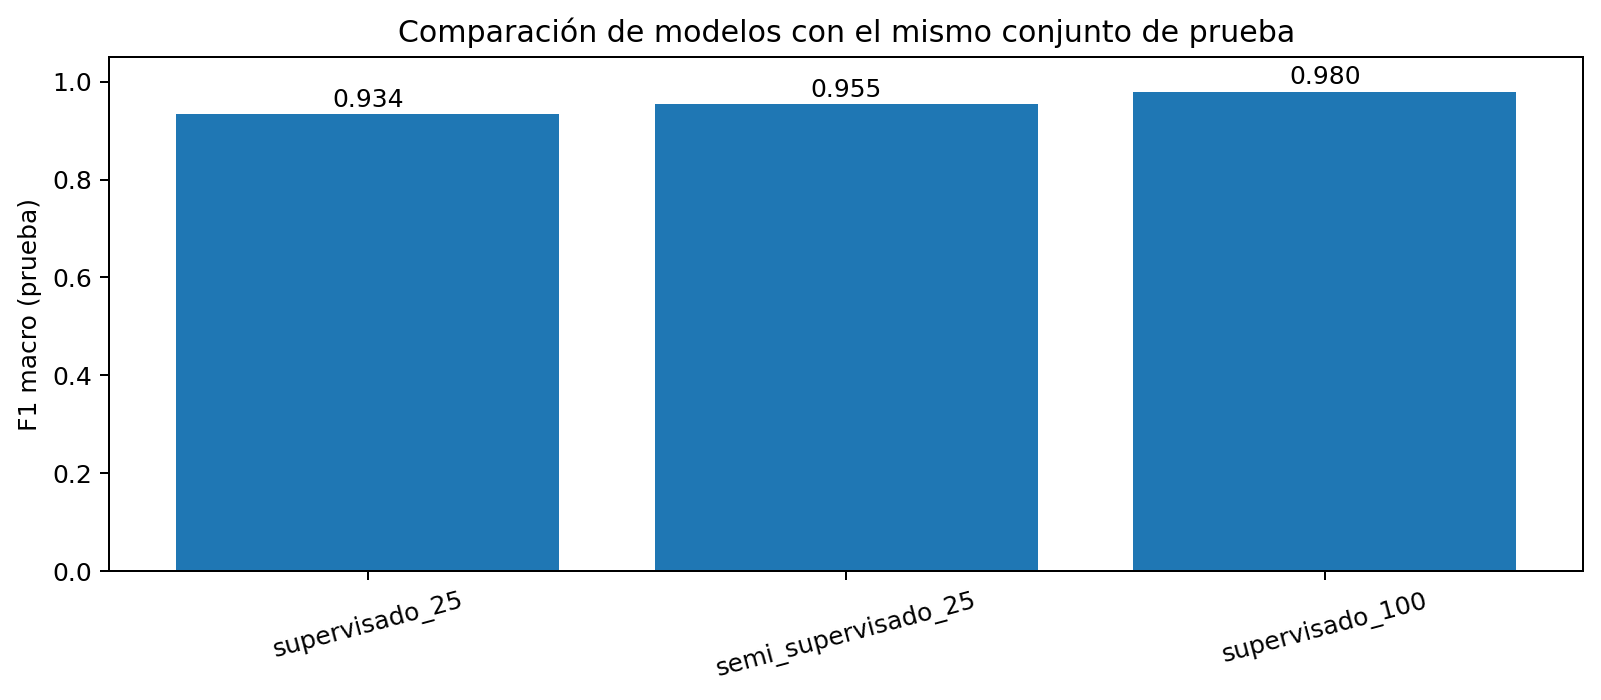 Comparación de modelos con el mismo conjunto de prueba
F1 macro (prueba)
1.0
0.8
0.6
0.4
0.2
0.0
0.934
0.955
0.980
supervisado_25
semi_supervisado_25
supervisado_100